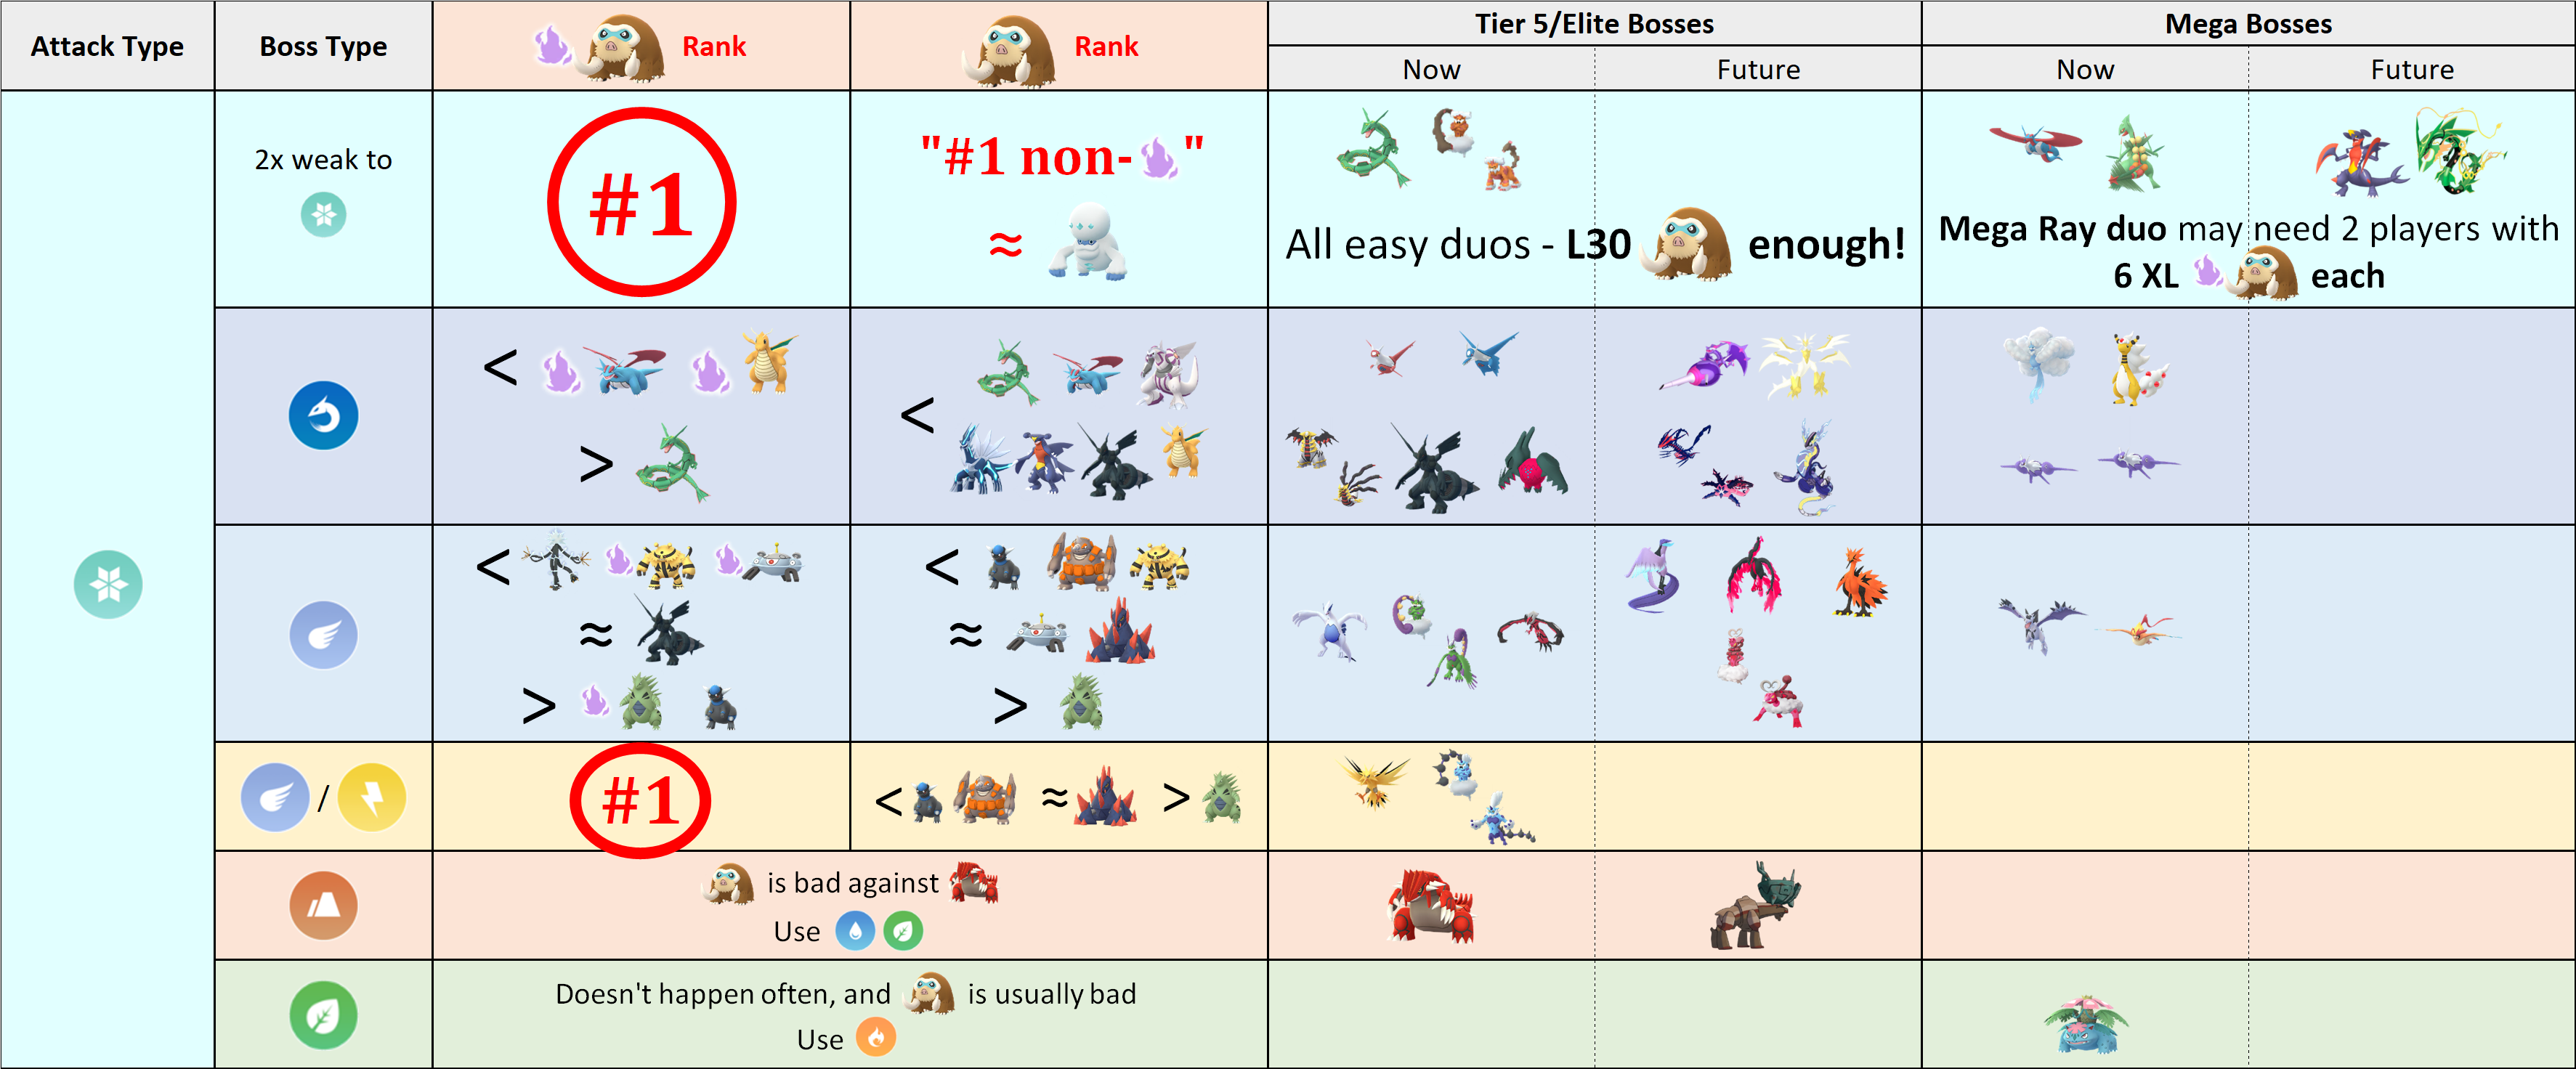 Attack Type
Boss Type
Rank
Rank
Tier 5/Elite Bosses
Mega Bosses
Now
Future
Now
Future
2x weak to
#1
"#1 non- "
≈
All easy duos - L30 enough!
Mega Ray duo may need 2 players with
6 XL each
<
>
<
<
≈
>
<
≈
>
/
#1
< ≈ >
is bad against
Use
Doesn't happen often, and is usually bad
Use